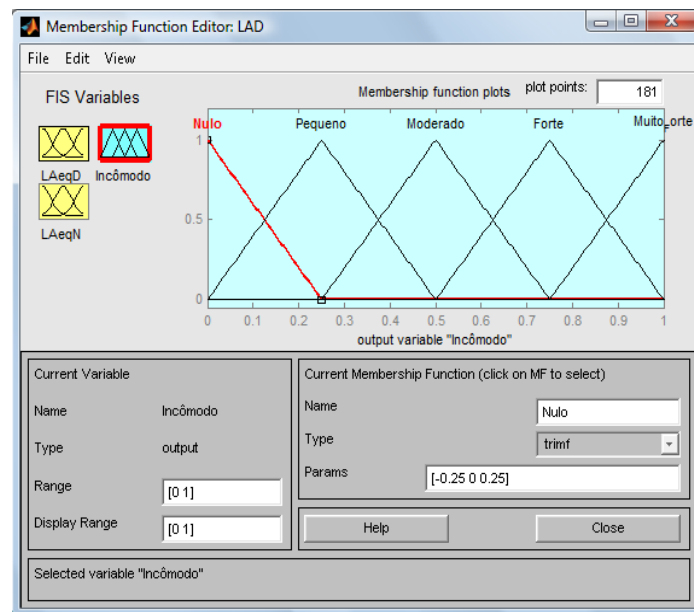 Membership Function Editor: LAD
File Edit View
FIS Variables
Membership function plots plot points: 181
Nulo Pequeno Moderado Forte
LAeqD Incômodo
LAeqN
1
0.5
0
0 0.1 0.2 0.3 0.4 0.5 0.6 0.7 0.8 0.9 1
output variable "Incômodo"
Current Variable
Name Incômodo
Type output
Range [0 1]
Display Range [0 1]
Current Membership Function (click on MF to select)
Name Nulo
Type trimf
Params [-0.25 0 0.25]
Help Close
Selected variable "Incômodo"